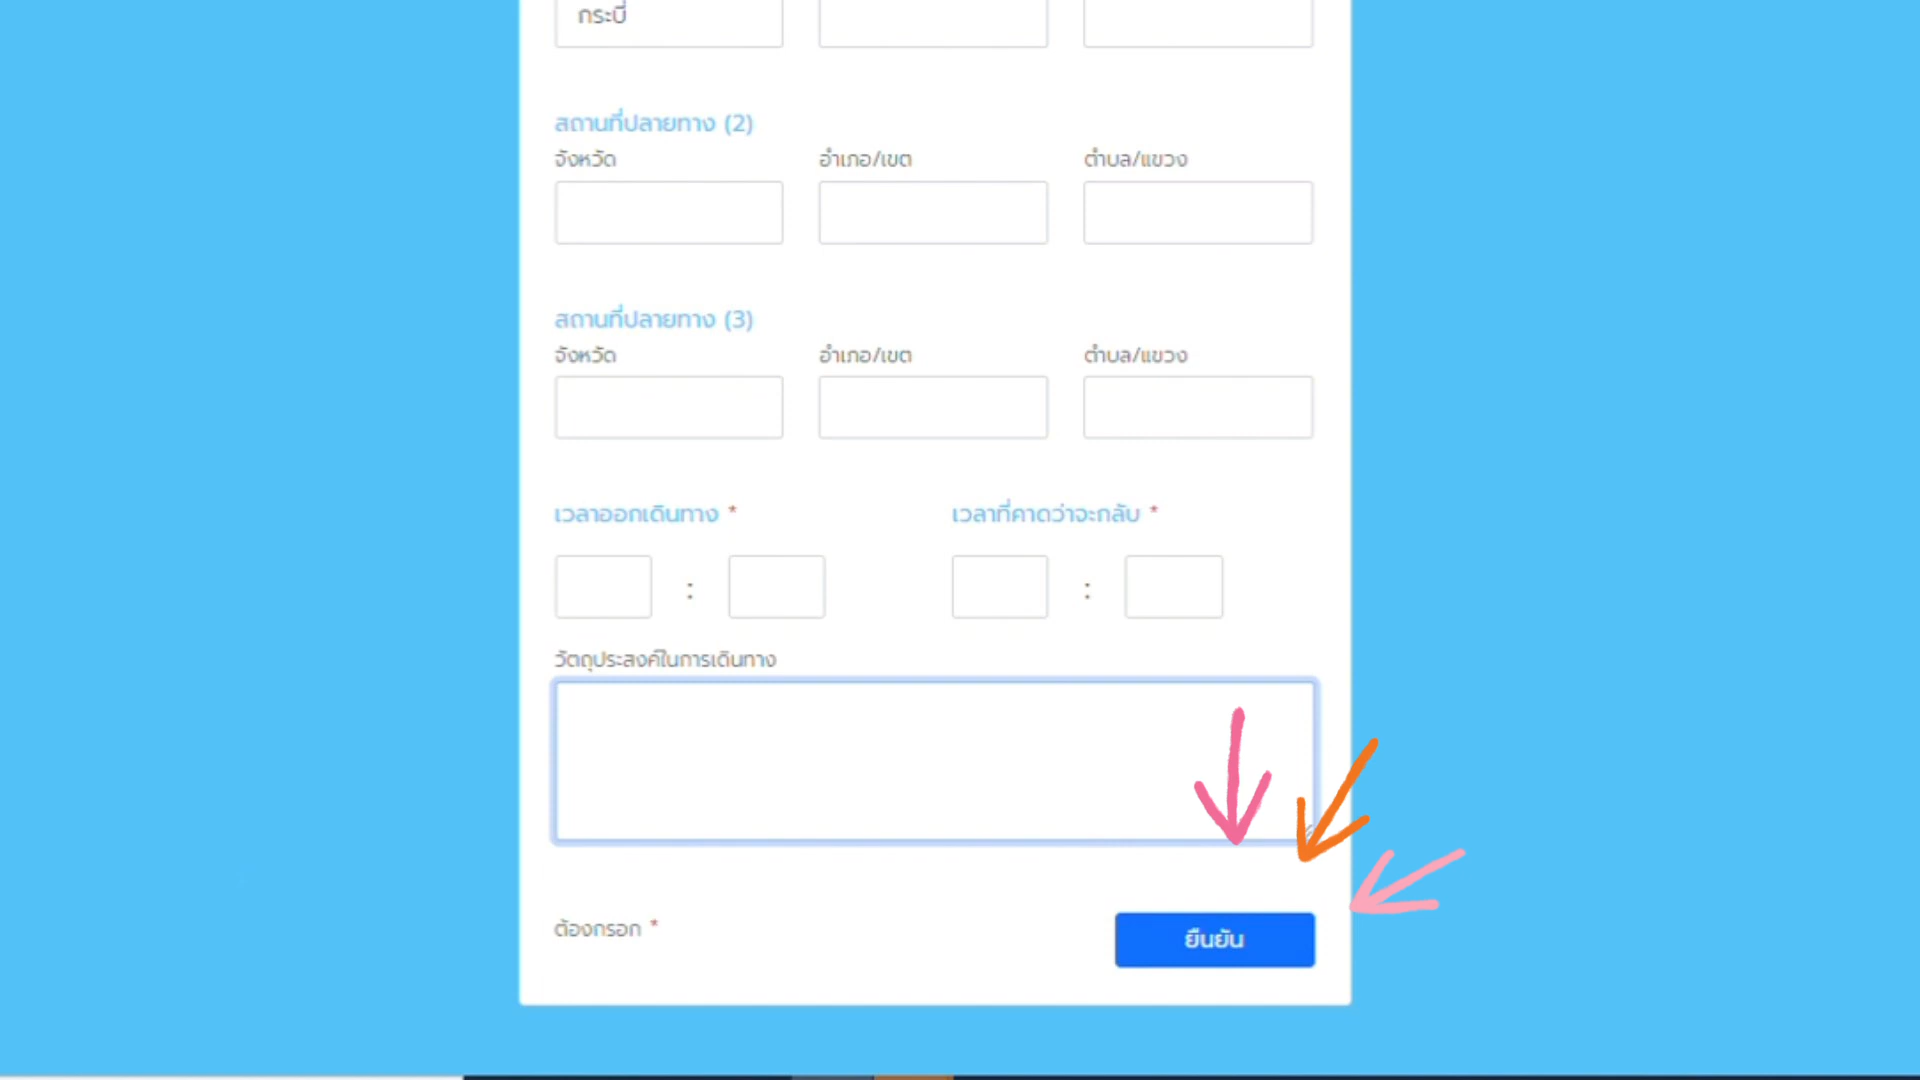 กระบี่
สถานที่ปลายทาง (2)
จังหวัด อำเภอ/เขต ตำบล/แขวง
สถานที่ปลายทาง (3)
จังหวัด อำเภอ/เขต ตำบล/แขวง
เวลาออกเดินทาง * เวลาที่คาดว่าจะกลับ *
: :
วัตถุประสงค์ในการเดินทาง
ต้องกรอก * ยืนยัน